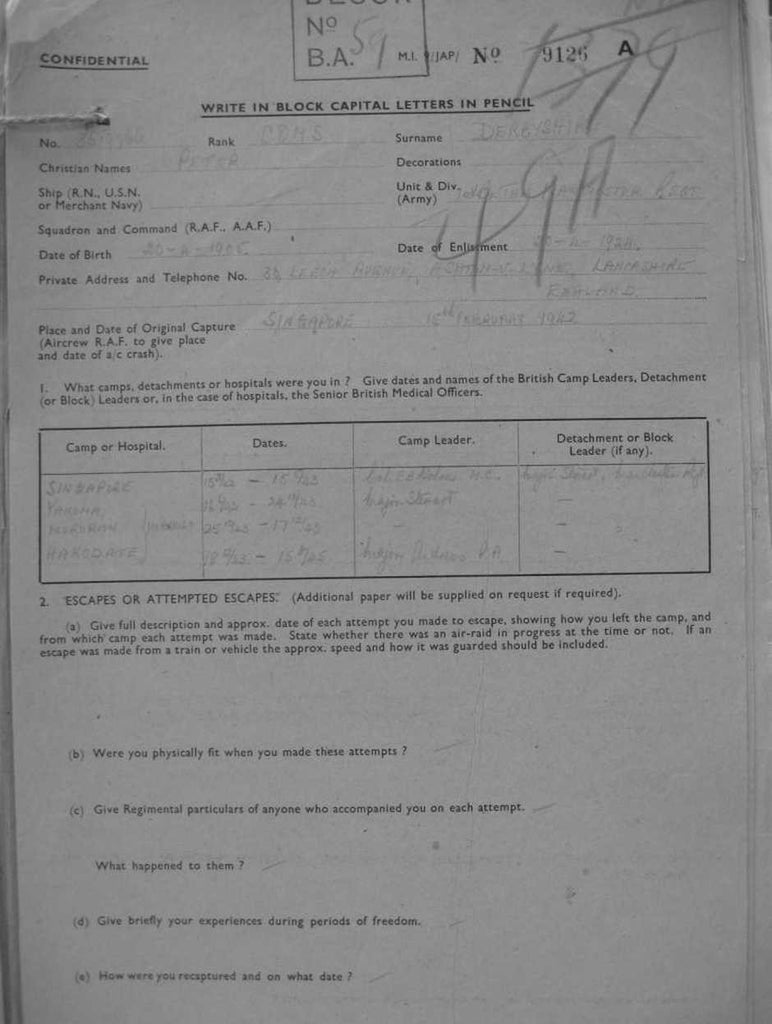 No
B.A. 59
CONFIDENTIAL
M.I. 9/JAP/ No 9126 A
WRITE IN BLOCK CAPITAL LETTERS IN PENCIL
No. Rank Surname DERBYSHIRE
Christian Names PETER Decorations
Ship (R.N., U.S.N. or Merchant Navy)
Unit & Div. (Army)
Squadron and Command (R.A.F., A.A.F.)
Date of Birth Date of Enlistment
Private Address and Telephone No. LANCASHIRE
ENGLAND
Place and Date of Original Capture SINGAPORE 15th FEBRUARY 1942
(Aircrew R.A.F. to give place
and date of a/c crash).
1. What camps, detachments or hospitals were you in ? Give dates and names of the British Camp Leaders, Detachment
(or Block) Leaders or, in the case of hospitals, the Senior British Medical Officers.
Camp or Hospital. Dates. Camp Leader. Detachment or Block Leader (if any).
SINGAPORE
Major Stewart
MURORAN
HAKODATE Major
2. ESCAPES OR ATTEMPTED ESCAPES: (Additional paper will be supplied on request if required).
(a) Give full description and approx. date of each attempt you made to escape, showing how you left the camp, and
from which camp each attempt was made. State whether there was an air-raid in progress at the time or not. If an
escape was made from a train or vehicle the approx. speed and how it was guarded should be included.
(b) Were you physically fit when you made these attempts ?
(c) Give Regimental particulars of anyone who accompanied you on each attempt.
What happened to them ?
(d) Give briefly your experiences during periods of freedom.
(e) How were you recaptured and on what date ?